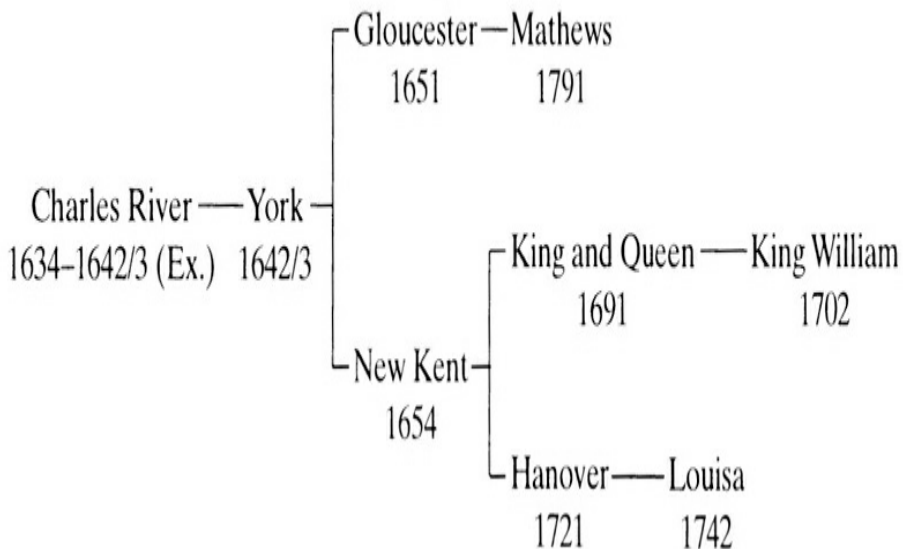 Gloucester — Mathews
1651 1791
Charles River — York
1634–1642/3 (Ex.) 1642/3
King and Queen — King William
1691 1702
New Kent
1654
Hanover — Louisa
1721 1742